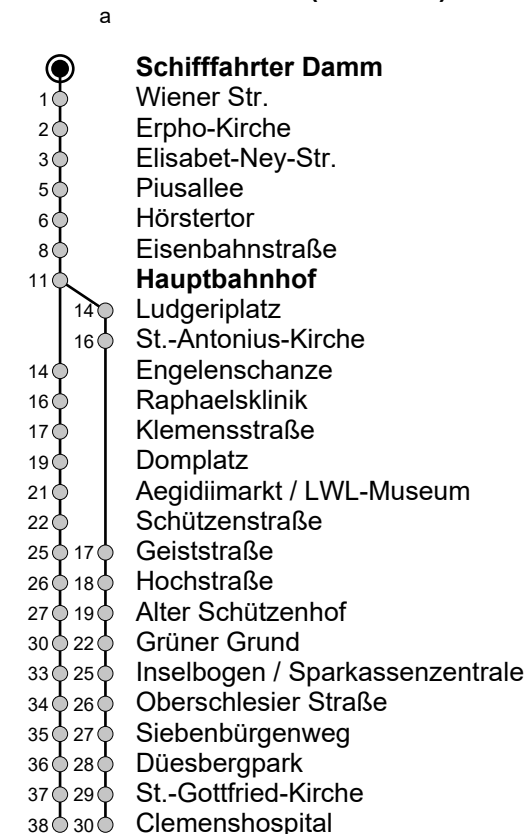 a
Schifffahrter Damm
1 Wiener Str.
2 Erpho-Kirche
3 Elisabet-Ney-Str.
5 Piusallee
6 Hörstertor
8 Eisenbahnstraße
11 Hauptbahnhof
14 Ludgeriplatz
16 St.-Antonius-Kirche
14 Engelenschanze
16 Raphaelsklinik
17 Klemensstraße
19 Domplatz
21 Aegidiimarkt / LWL-Museum
22 Schützenstraße
25 17 Geiststraße
26 18 Hochstraße
27 19 Alter Schützenhof
30 22 Grüner Grund
33 25 Inselbogen / Sparkassenzentrale
34 26 Oberschlesier Straße
35 27 Siebenbürgenweg
36 28 Düesbergpark
37 29 St.-Gottfried-Kirche
38 30 Clemenshospital